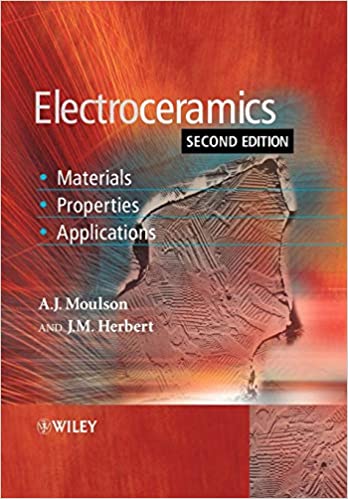 Electroceramics
SECOND EDITION
• Materials
• Properties
• Applications
A.J. Moulson
AND J.M. Herbert
WILEY